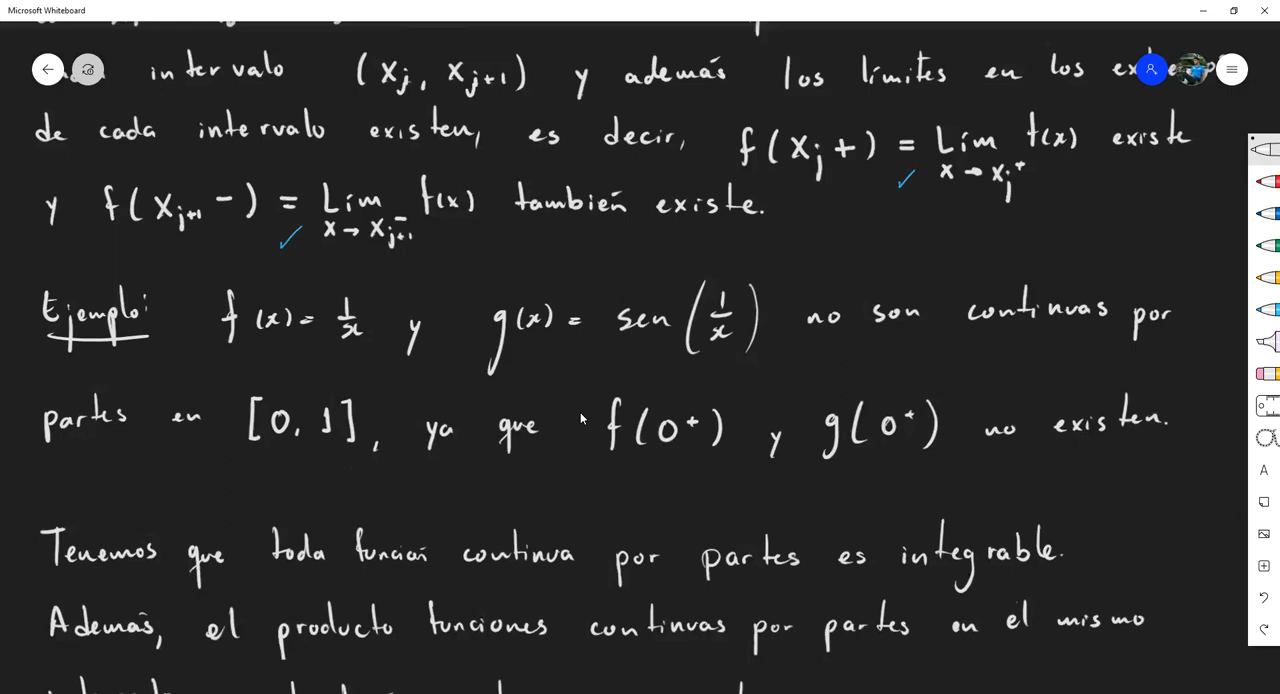 Microsoft Whiteboard
intervalo (xj, xj+1) y además los límites en los
de cada intervalo existen, es decir, f(xj+) = Lím x→xj+ f(x) existe
y f(xj+1 −) = Lím x→xj+1− f(x) también existe.
Ejemplo: f(x) = 1/x y g(x) = sen(1/x) no son continuas por
partes en [0, 1], ya que f(0+) y g(0+) no existen.
Tenemos que toda función continua por partes es integrable.
Además, el producto funciones continuas por partes en el mismo
A